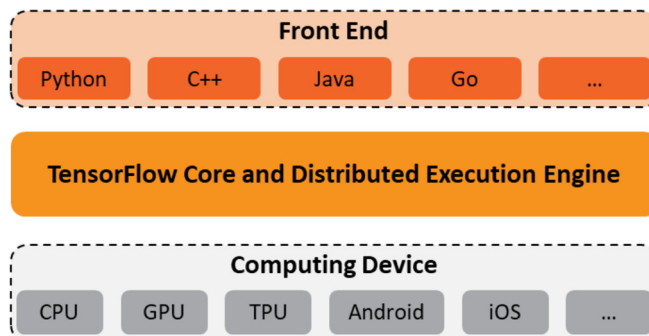 Front End
Python C++ Java Go ...
TensorFlow Core and Distributed Execution Engine
Computing Device
CPU GPU TPU Android iOS ...